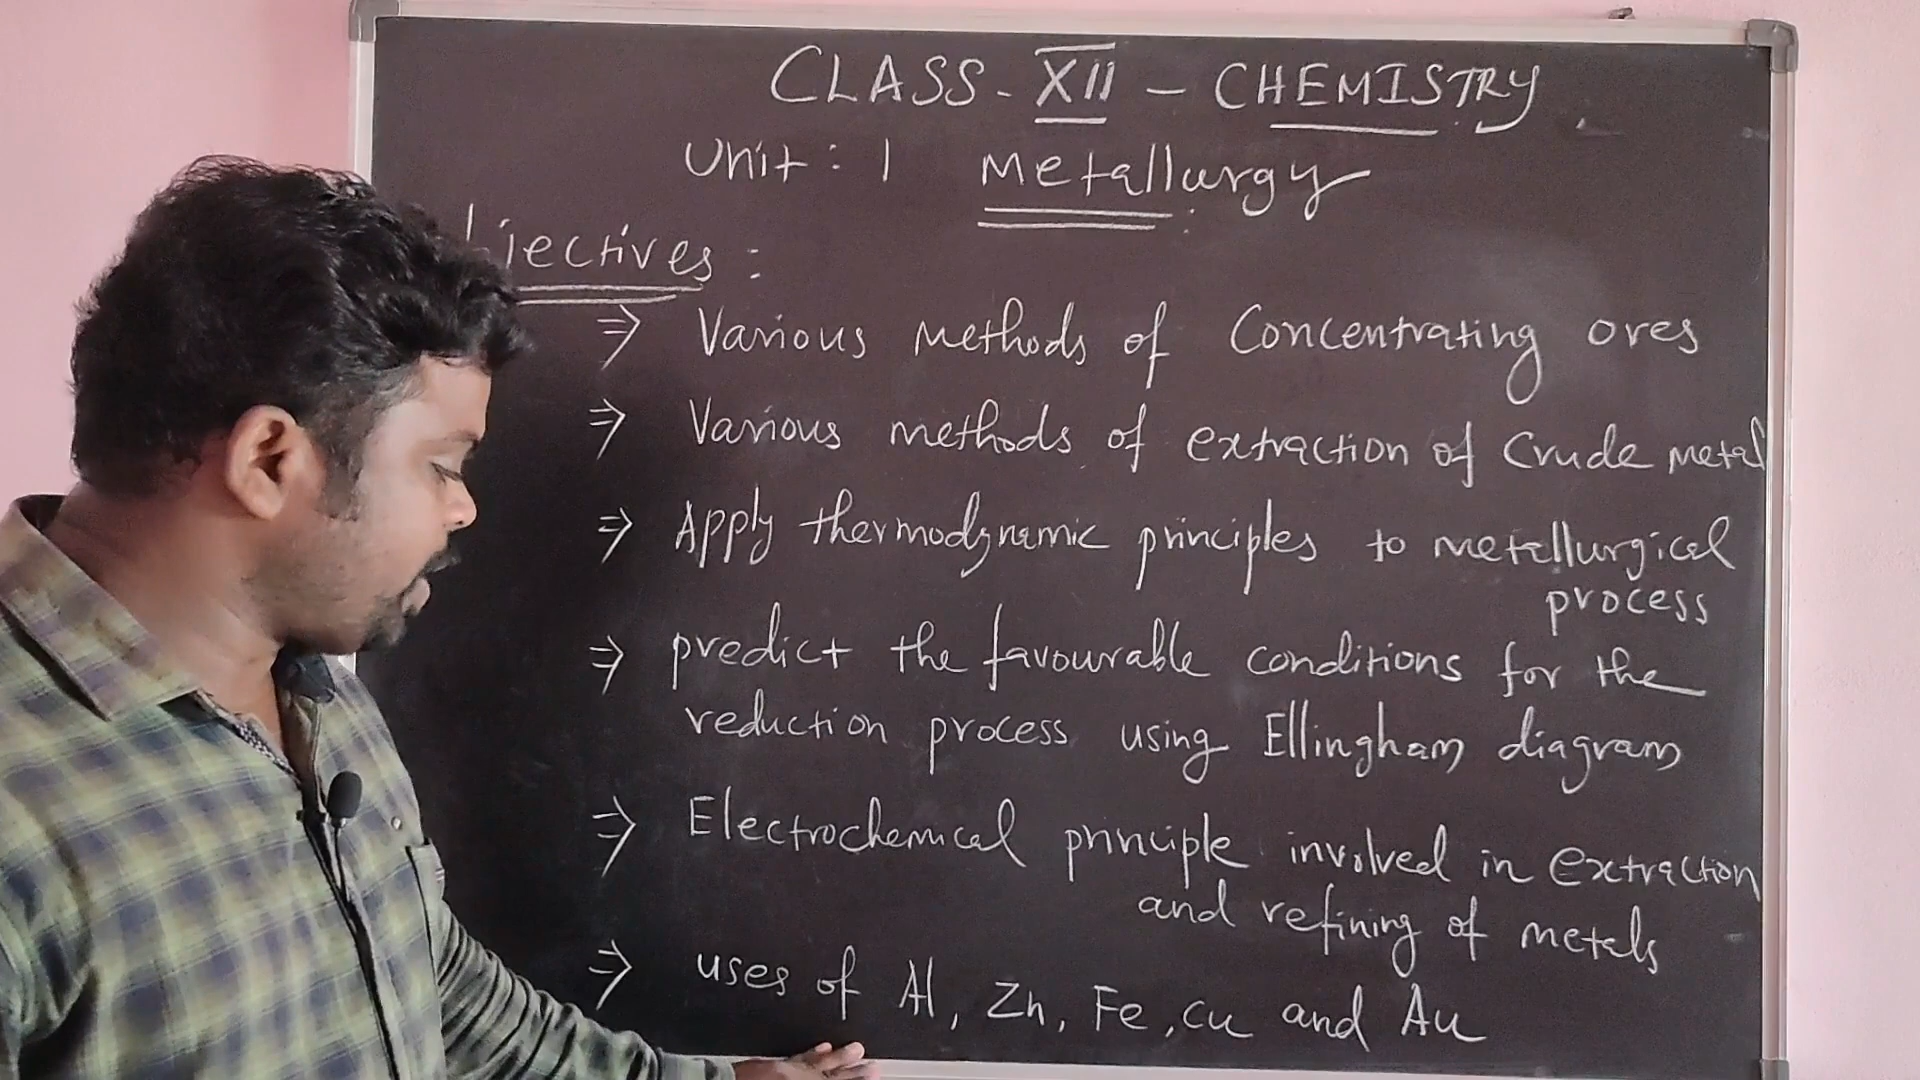 CLASS - XII - CHEMISTRY
Unit : 1 Metallurgy
bjectives :
⇒ Various methods of Concentrating ores
⇒ Various methods of extraction of Crude metal
⇒ Apply thermodynamic principles to metallurgical
process
⇒ predict the favourable conditions for the
reduction process using Ellingham diagram
⇒ Electrochemical principle involved in extraction
and refining of metals
⇒ uses of Al, Zn, Fe, Cu and Au